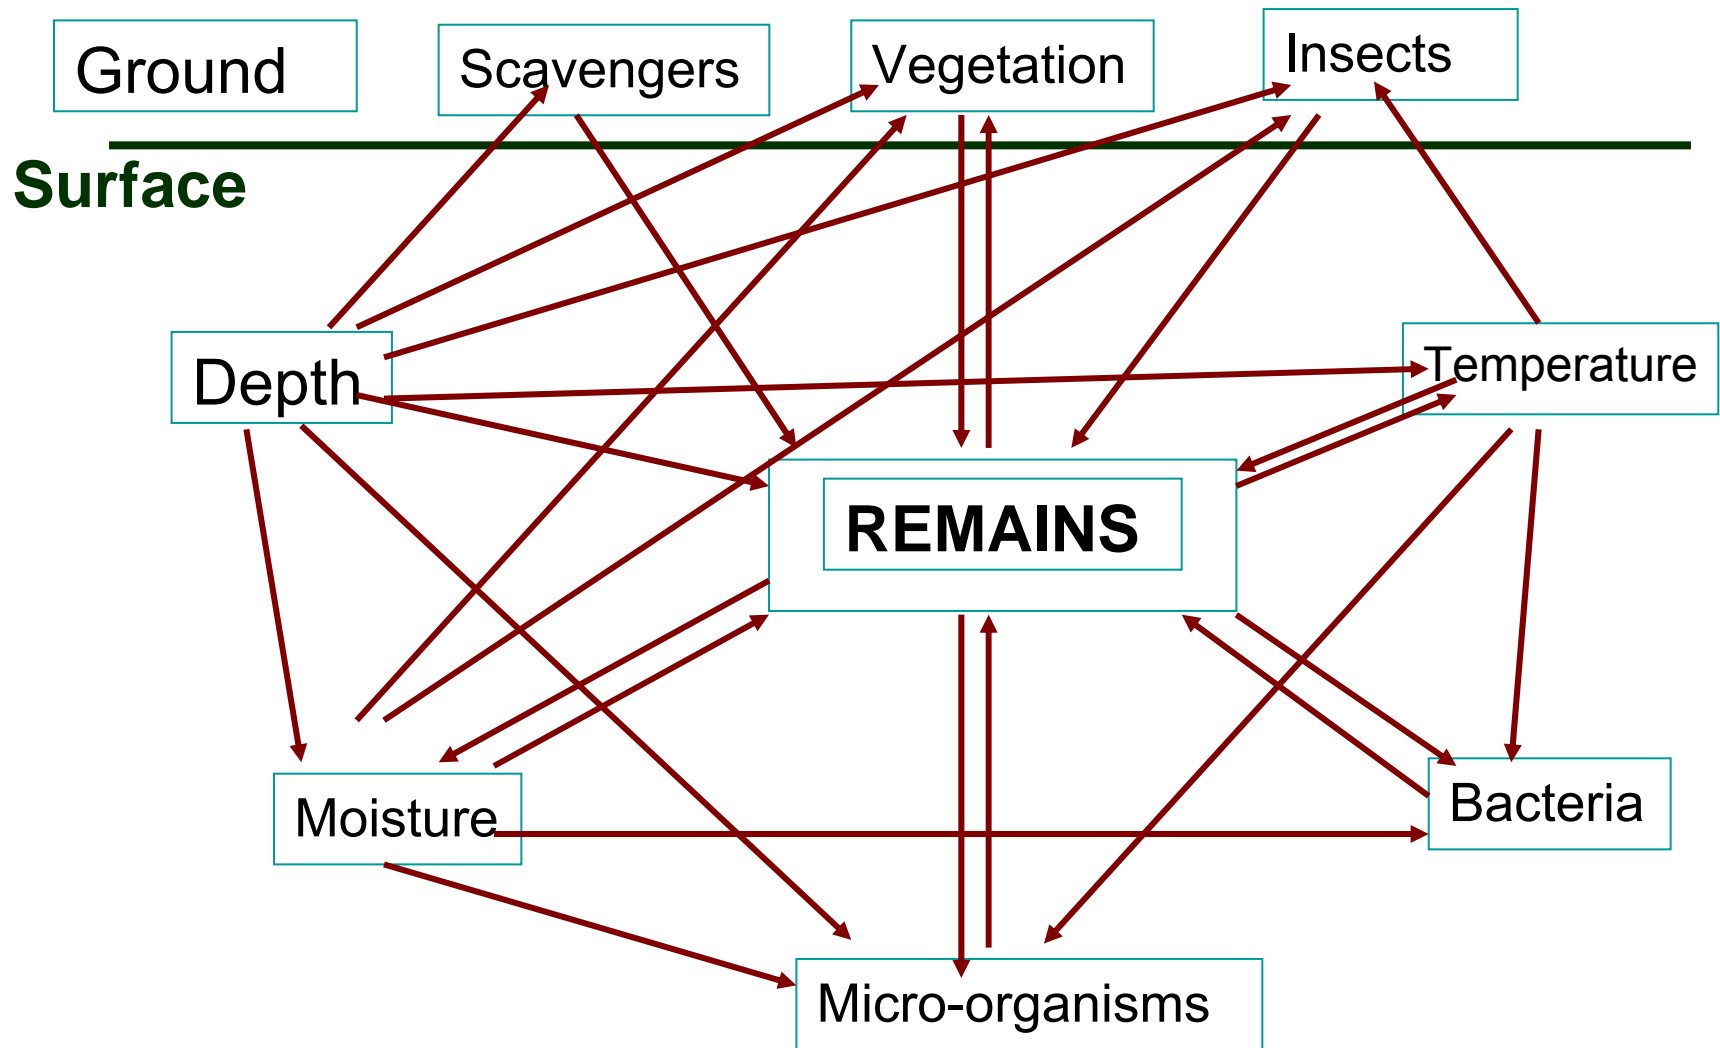 Ground
Scavengers
Vegetation
Insects
Surface
Depth
Temperature
REMAINS
Moisture
Bacteria
Micro-organisms